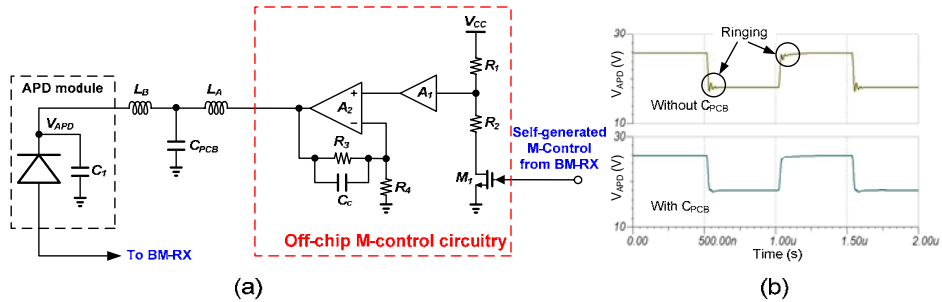 APD module
V_APD
C_1
L_B
L_A
C_PCB
A_2
+
−
R_3
C_C
R_4
A_1
V_CC
R_1
R_2
M_1
Self-generated
M-Control
from BM-RX
Off-chip M-control circuitry
To BM-RX
(a)
Ringing
30
V_APD (V)
10
Without C_PCB
30
V_APD (V)
10
With C_PCB
0.00 500.00n 1.00u 1.50u 2.00u
Time (s)
(b)